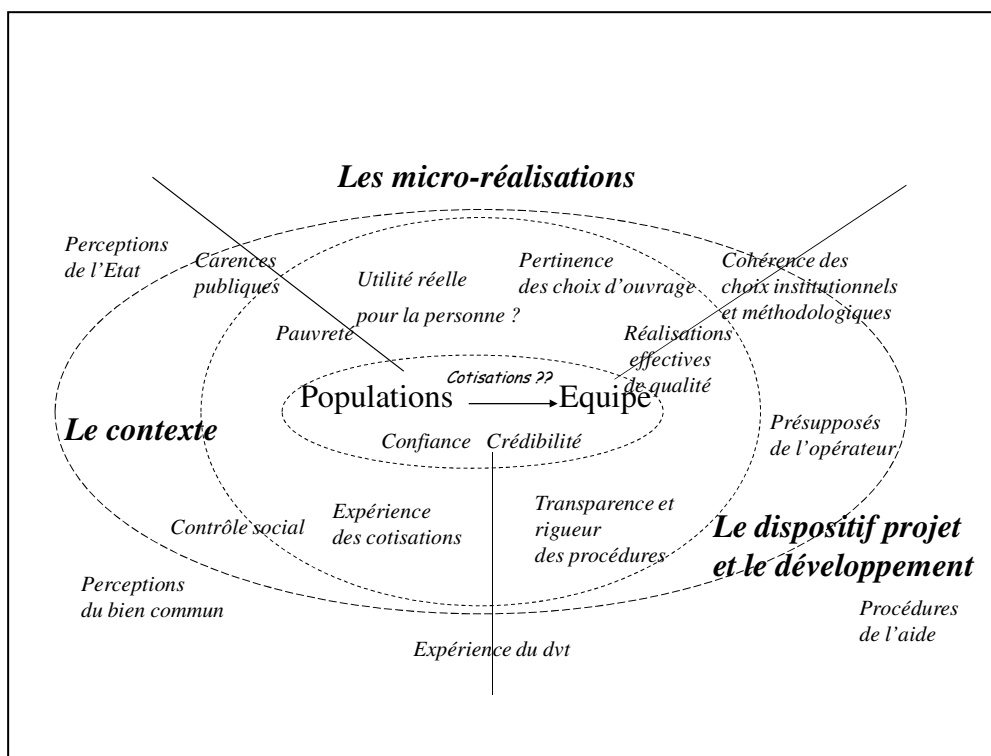 Les micro-réalisations
Perceptions
de l’Etat
Carences
publiques
Utilité réelle
pour la personne ?
Pertinence
des choix d'ouvrage
Cohérence des
choix institutionnels
et méthodologiques
Pauvreté
Réalisations
effectives
de qualité
Cotisations ??
Populations
Equipe
Confiance
Crédibilité
Le contexte
Présupposés
de l’opérateur
Contrôle social
Expérience
des cotisations
Transparence et
rigueur
des procédures
Le dispositif projet
et le développement
Perceptions
du bien commun
Procédures
de l’aide
Expérience du dvt